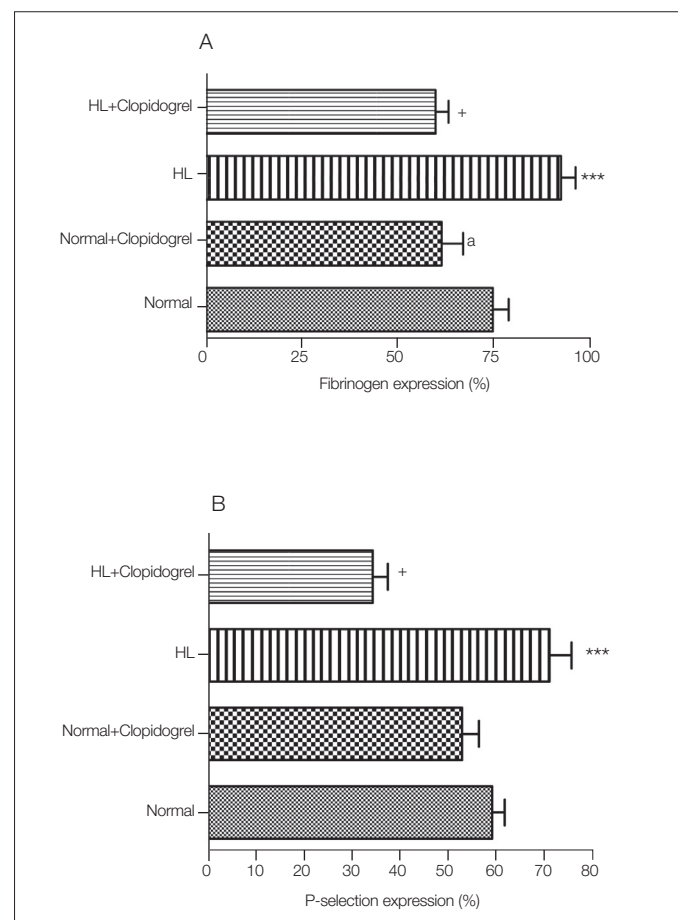 A
HL+Clopidogrel
+
HL
***
Normal+Clopidogrel
a
Normal
0 25 50 75 100
Fibrinogen expression (%)
B
HL+Clopidogrel
+
HL
***
Normal+Clopidogrel
Normal
0 10 20 30 40 50 60 70 80
P-selection expression (%)